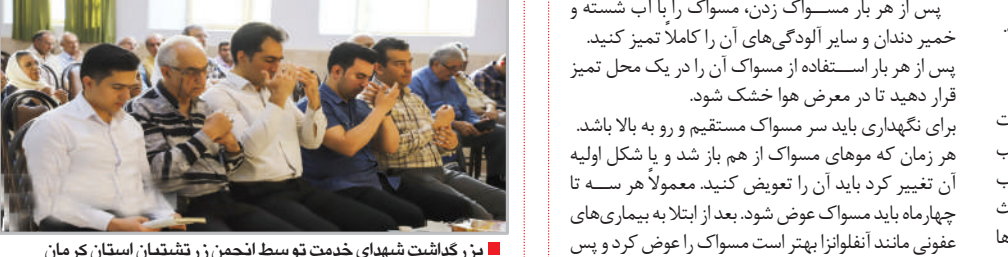 پس از هر بار مسواک زدن، مسواک را با آب شسته و
خمیر دندان و سایر آلودگی‌های آن را کاملاً تمیز کنید.
پس از هر بار استفاده از مسواک آن را در یک محل تمیز
قرار دهید تا در معرض هوا خشک شود.
برای نگهداری باید سر مسواک مستقیم و رو به بالا باشد.
هر زمان که موهای مسواک از هم باز شد و یا شکل اولیه
آن تغییر کرد باید آن را تعویض کنید. معمولاً هر سه تا
چهارماه باید مسواک عوض شود. بعد از ابتلا به بیماری‌های
عفونی مانند آنفلوانزا بهتر است مسواک را عوض کرد و پس
بزرگداشت شهدای خدمت توسط انجمن زرتشتیان استان کرمان